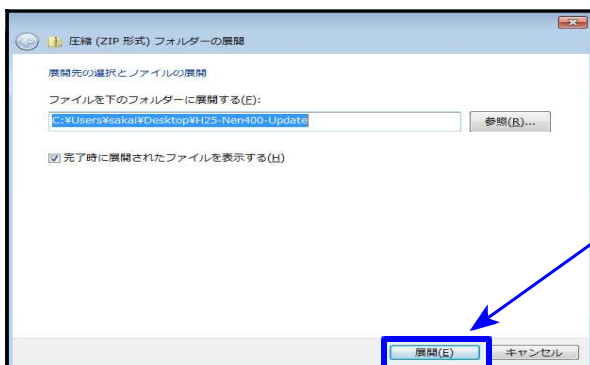 圧縮 (ZIP 形式) フォルダーの展開
展開先の選択とファイルの展開
ファイルを下のフォルダーに展開する(F):
C:¥Users¥sakai¥Desktop¥H25-Nen400-Update
参照(R)...
完了時に展開されたファイルを表示する(H)
展開(E)
キャンセル